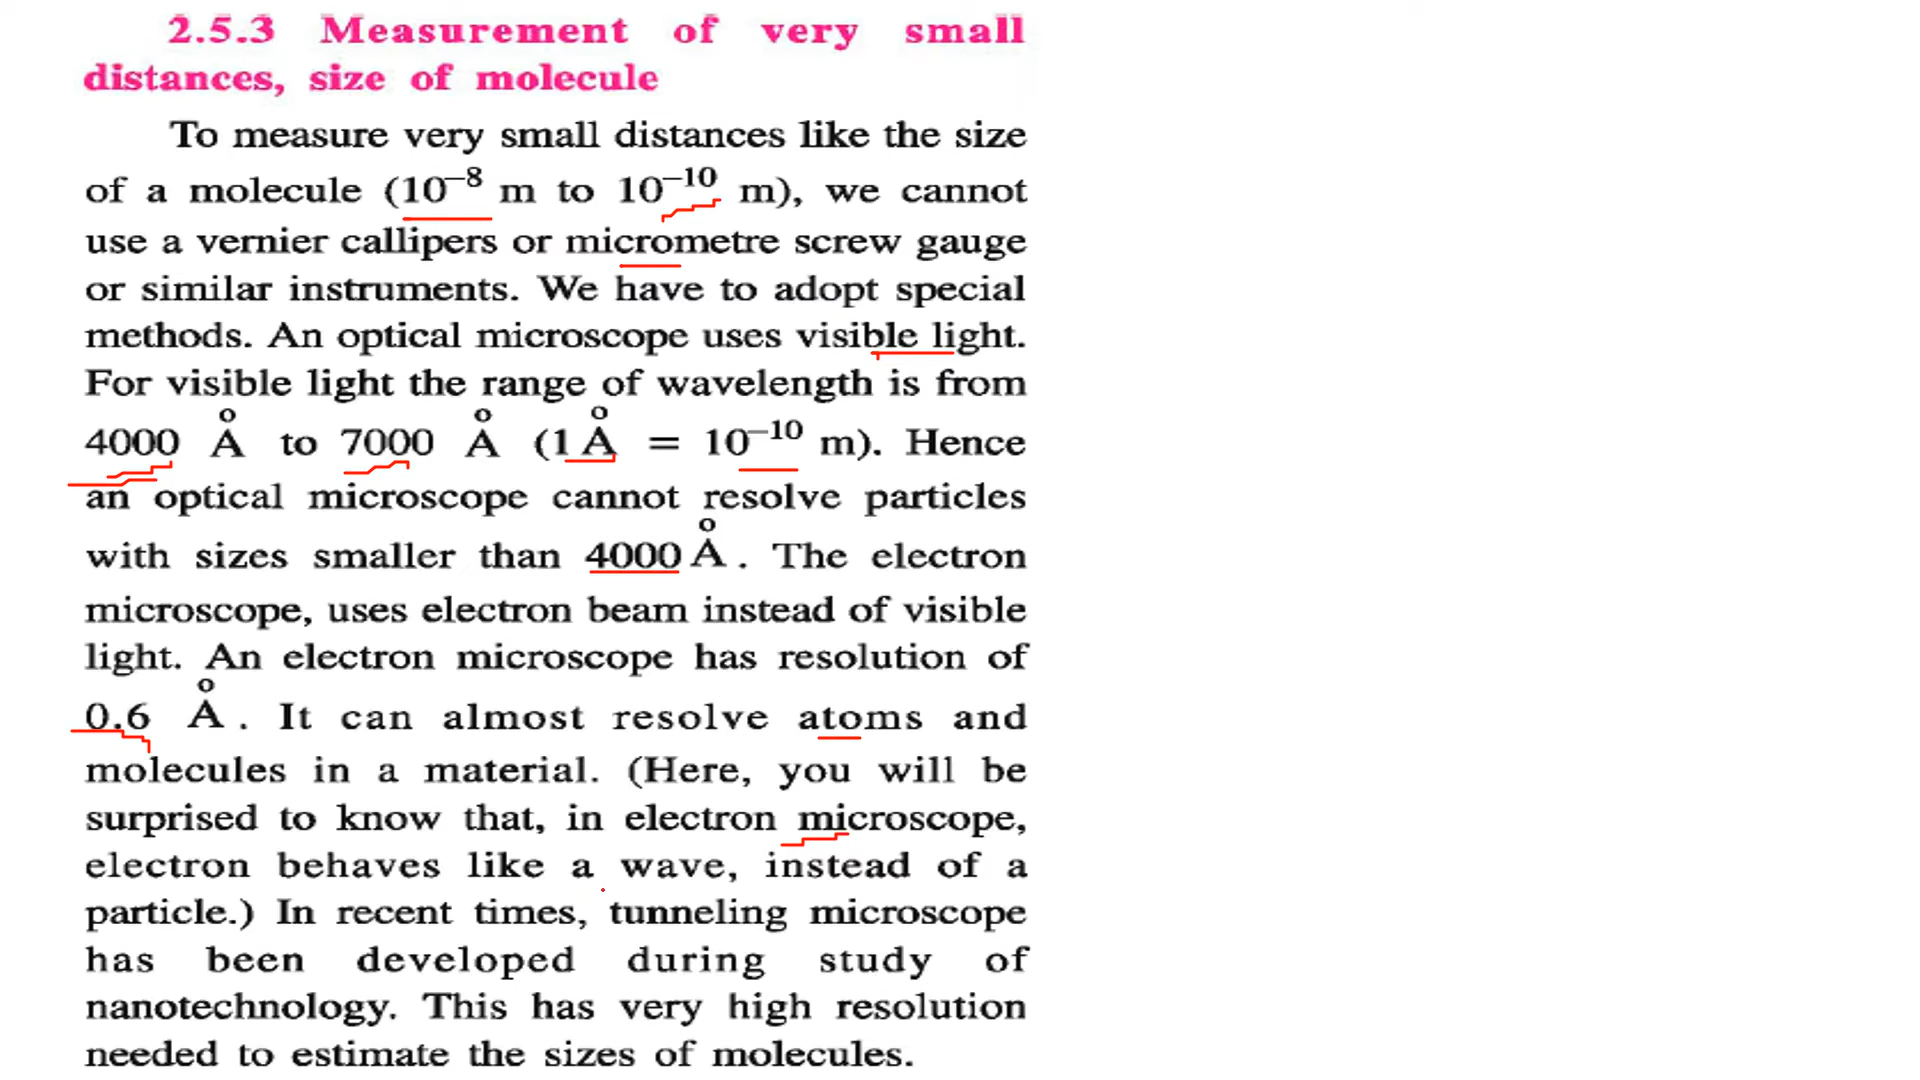 2.5.3 Measurement of very small
distances, size of molecule
To measure very small distances like the size
of a molecule (10⁻⁸ m to 10⁻¹⁰ m), we cannot
use a vernier callipers or micrometre screw gauge
or similar instruments. We have to adopt special
methods. An optical microscope uses visible light.
For visible light the range of wavelength is from
4000 Å to 7000 Å (1 Å = 10⁻¹⁰ m). Hence
an optical microscope cannot resolve particles
with sizes smaller than 4000 Å. The electron
microscope, uses electron beam instead of visible
light. An electron microscope has resolution of
0.6 Å. It can almost resolve atoms and
molecules in a material. (Here, you will be
surprised to know that, in electron microscope,
electron behaves like a wave, instead of a
particle.) In recent times, tunneling microscope
has been developed during study of
nanotechnology. This has very high resolution
needed to estimate the sizes of molecules.